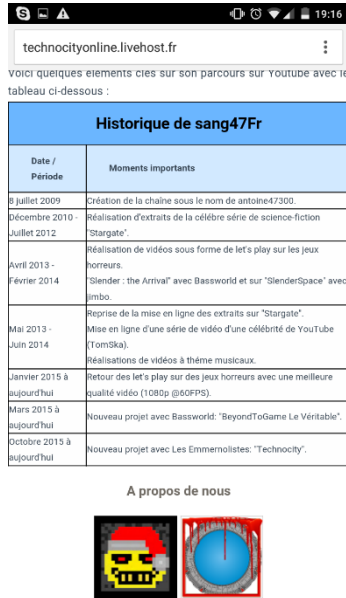 19:16
technocityonline.livehost.fr
Voici quelques éléments clés sur son parcours sur Youtube avec le
tableau ci-dessous :
Historique de sang47Fr
Date /
Période
Moments importants
8 juillet 2009
Création de la chaîne sous le nom de antoine47300.
Décembre 2010 -
Juillet 2012
Réalisation d'extraits de la célébre série de science-fiction
"Stargate".
Avril 2013 -
Février 2014
Réalisation de vidéos sous forme de let's play sur les jeux
horreurs.
"Slender : the Arrival" avec Bassworld et sur "SlenderSpace" avec
jimbo.
Mai 2013 -
Juin 2014
Reprise de la mise en ligne des extraits sur "Stargate".
Mise en ligne d'une série de vidéo d'une célébrité de YouTube
(TomSka).
Réalisations de vidéos à thème musicaux.
Janvier 2015 à
aujourd'hui
Retour des let's play sur des jeux horreurs avec une meilleure
qualité vidéo (1080p @60FPS).
Mars 2015 à
aujourd'hui
Nouveau projet avec Bassworld: "BeyondToGame Le Véritable".
Octobre 2015 à
aujourd'hui
Nouveau projet avec Les Emmernolistes: "Technocity".
A propos de nous